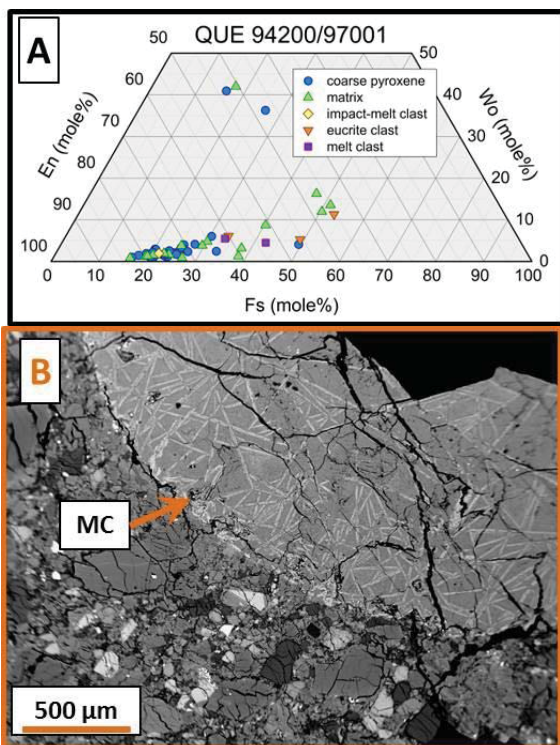 A
QUE 94200/97001
50
50
60
40
70
30
80
20
90
10
100
0
En (mole%)
Wo (mole%)
coarse pyroxene
matrix
impact-melt clast
eucrite clast
melt clast
0 10 20 30 40 50 60 70 80 90 100
Fs (mole%)
B
MC
500 µm